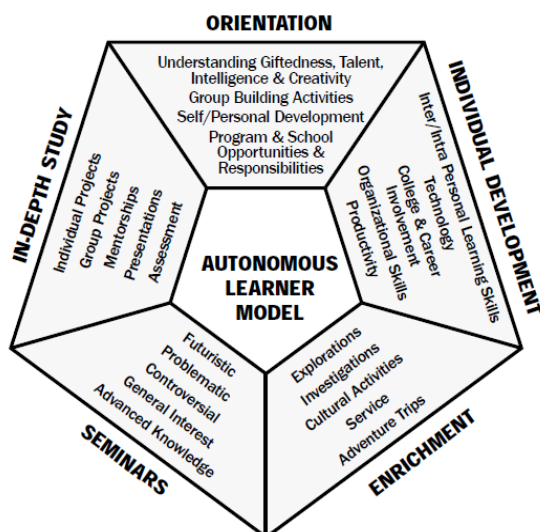 ORIENTATION
Understanding Giftedness, Talent,
Intelligence & Creativity
Group Building Activities
Self/Personal Development
Program & School
Opportunities &
Responsibilities
INDIVIDUAL DEVELOPMENT
Inter/Intra Personal Learning Skills
Technology
College & Career
Involvement
Organizational Skills
Productivity
ENRICHMENT
Explorations
Investigations
Cultural Activities
Service
Adventure Trips
SEMINARS
Futuristic
Problematic
Controversial
General Interest
Advanced Knowledge
IN-DEPTH STUDY
Individual Projects
Group Projects
Mentorships
Presentations
Assessment
AUTONOMOUS
LEARNER
MODEL